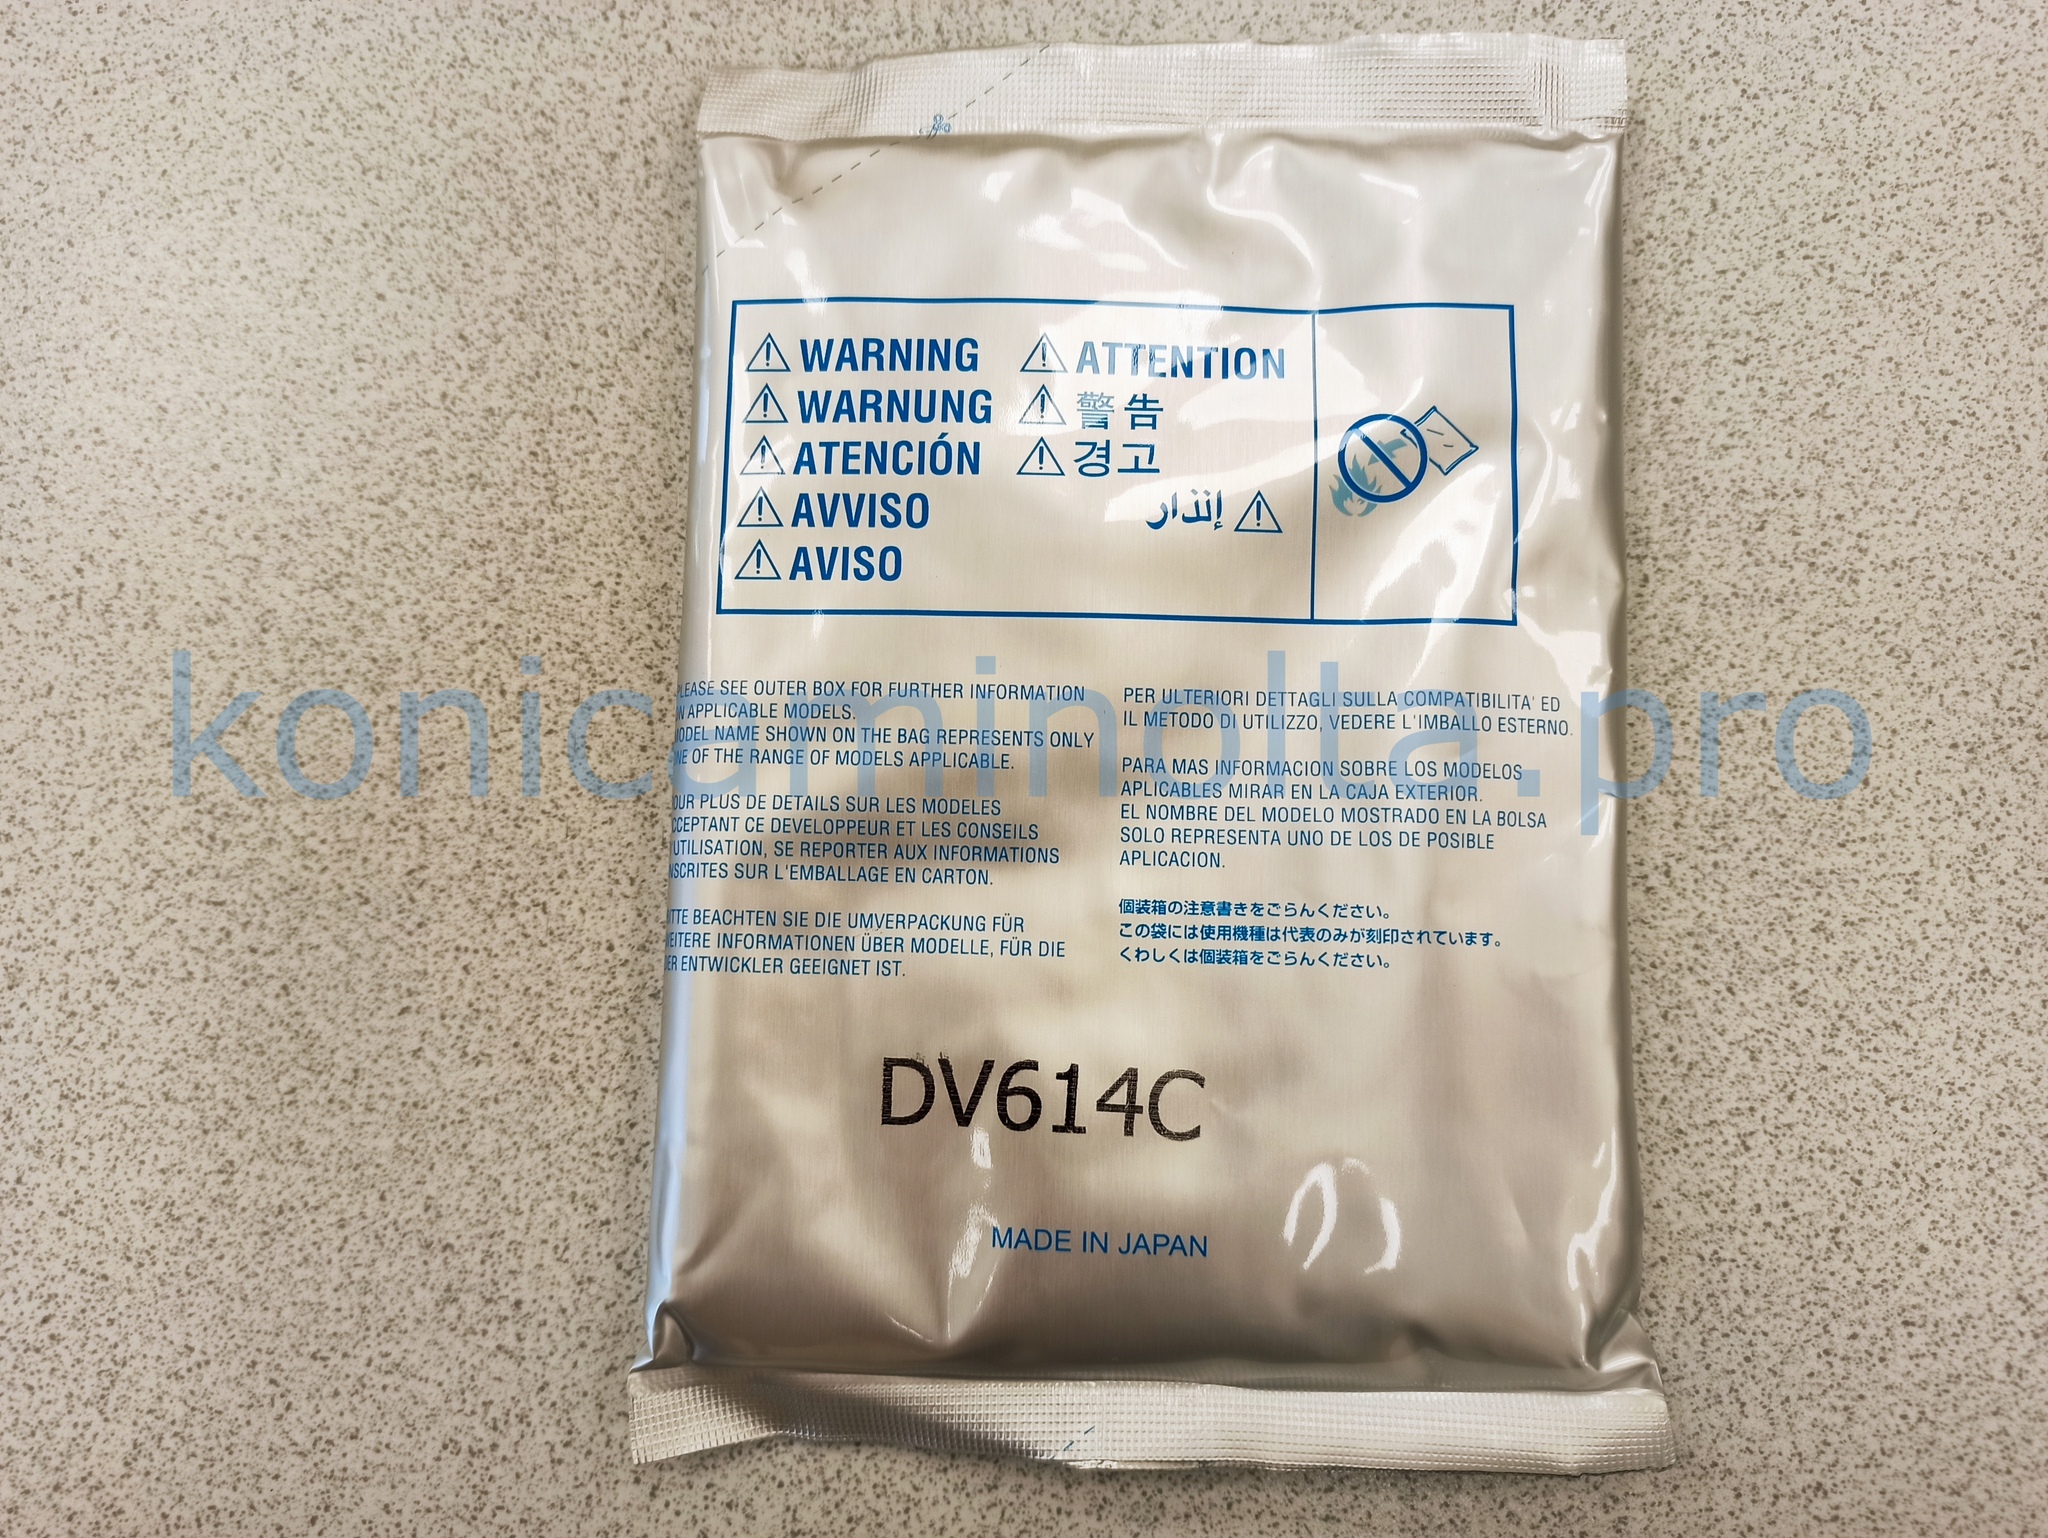 WARNING
WARNUNG
ATENCIÓN
AVVISO
AVISO
ATTENTION
警告
경고
إنذار
PLEASE SEE OUTER BOX FOR FURTHER INFORMATION
N APPLICABLE MODELS.
MODEL NAME SHOWN ON THE BAG REPRESENTS ONLY
NE OF THE RANGE OF MODELS APPLICABLE.
OUR PLUS DE DETAILS SUR LES MODELES
CCEPTANT CE DEVELOPPEUR ET LES CONSEILS
UTILISATION, SE REPORTER AUX INFORMATIONS
NSCRITES SUR L'EMBALLAGE EN CARTON.
TTE BEACHTEN SIE DIE UMVERPACKUNG FÜR
EITERE INFORMATIONEN ÜBER MODELLE, FÜR DIE
ER ENTWICKLER GEEIGNET IST.
PER ULTERIORI DETTAGLI SULLA COMPATIBILITA' ED
IL METODO DI UTILIZZO, VEDERE L'IMBALLO ESTERNO.
PARA MAS INFORMACION SOBRE LOS MODELOS
APLICABLES MIRAR EN LA CAJA EXTERIOR.
EL NOMBRE DEL MODELO MOSTRADO EN LA BOLSA
SOLO REPRESENTA UNO DE LOS DE POSIBLE
APLICACION.
個装箱の注意書きをごらんください。
この袋には使用機種は代表のみが刻印されています。
くわしくは個装箱をごらんください。
DV614C
MADE IN JAPAN
konicaminolta.pro